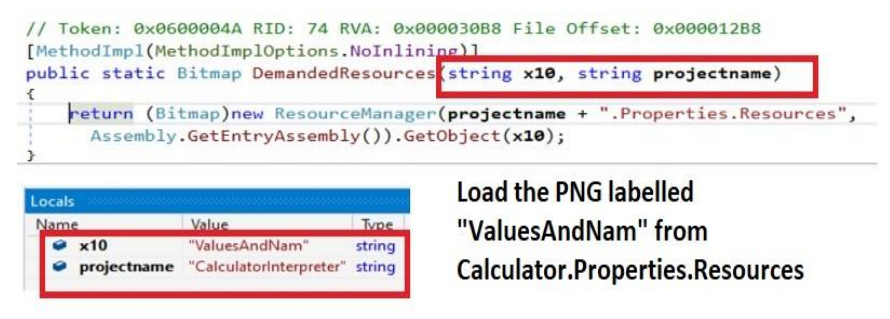 // Token: 0x0600004A RID: 74 RVA: 0x000030B8 File Offset: 0x000012B8
[MethodImpl(MethodImplOptions.NoInlining)]
public static Bitmap DemandedResources(string x10, string projectname)
{
return (Bitmap)new ResourceManager(projectname + ".Properties.Resources",
Assembly.GetEntryAssembly()).GetObject(x10);
}
Locals
Name Value Type
x10 "ValuesAndNam" string
projectname "CalculatorInterpreter" string
Load the PNG labelled
"ValuesAndNam" from
Calculator.Properties.Resources